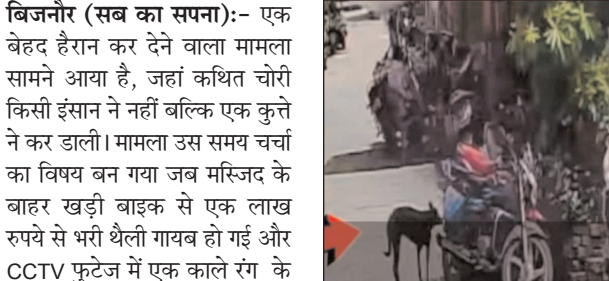 बिजनौर (सब का सपना):- एक
बेहद हैरान कर देने वाला मामला
सामने आया है, जहां कथित चोरी
किसी इंसान ने नहीं बल्कि एक कुत्ते
ने कर डाली। मामला उस समय चर्चा
का विषय बन गया जब मस्जिद के
बाहर खड़ी बाइक से एक लाख
रुपये से भरी थैली गायब हो गई और
CCTV फुटेज में एक काले रंग के